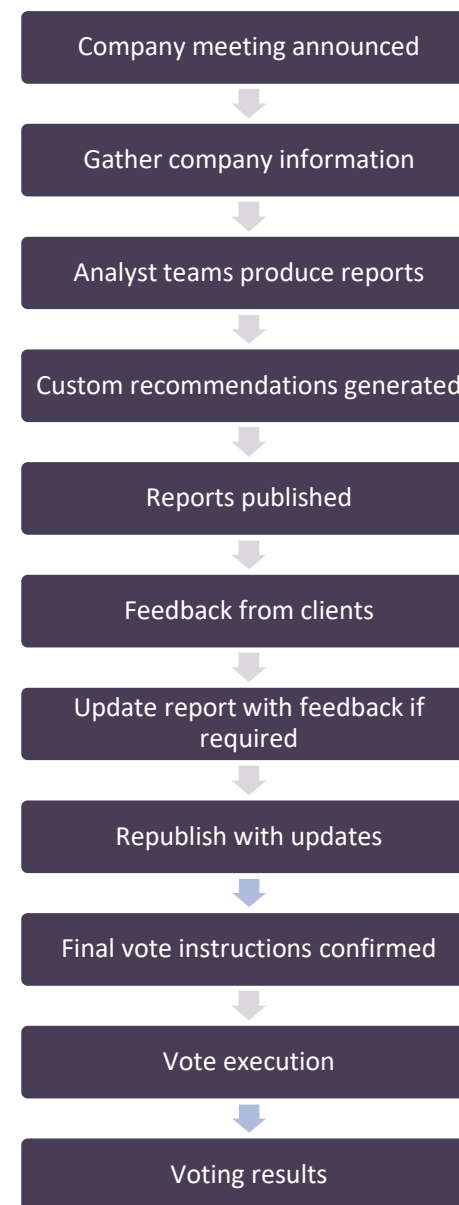 Company meeting announced
Gather company information
Analyst teams produce reports
Custom recommendations generated
Reports published
Feedback from clients
Update report with feedback if
required
Republish with updates
Final vote instructions confirmed
Vote execution
Voting results